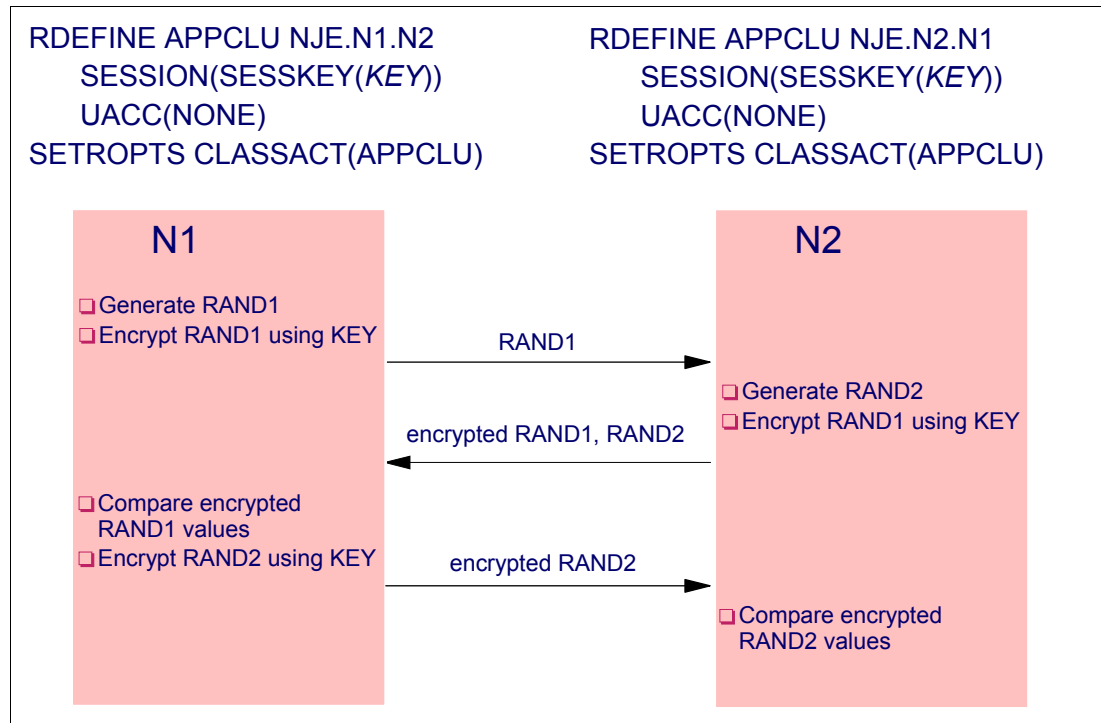 RDEFINE APPCLU NJE.N1.N2
SESSION(SESSKEY(KEY))
UACC(NONE)
SETROPTS CLASSACT(APPCLU)
RDEFINE APPCLU NJE.N2.N1
SESSION(SESSKEY(KEY))
UACC(NONE)
SETROPTS CLASSACT(APPCLU)
N1
Generate RAND1
Encrypt RAND1 using KEY
RAND1
N2
Generate RAND2
Encrypt RAND1 using KEY
encrypted RAND1, RAND2
Compare encrypted
RAND1 values
Encrypt RAND2 using KEY
encrypted RAND2
Compare encrypted
RAND2 values